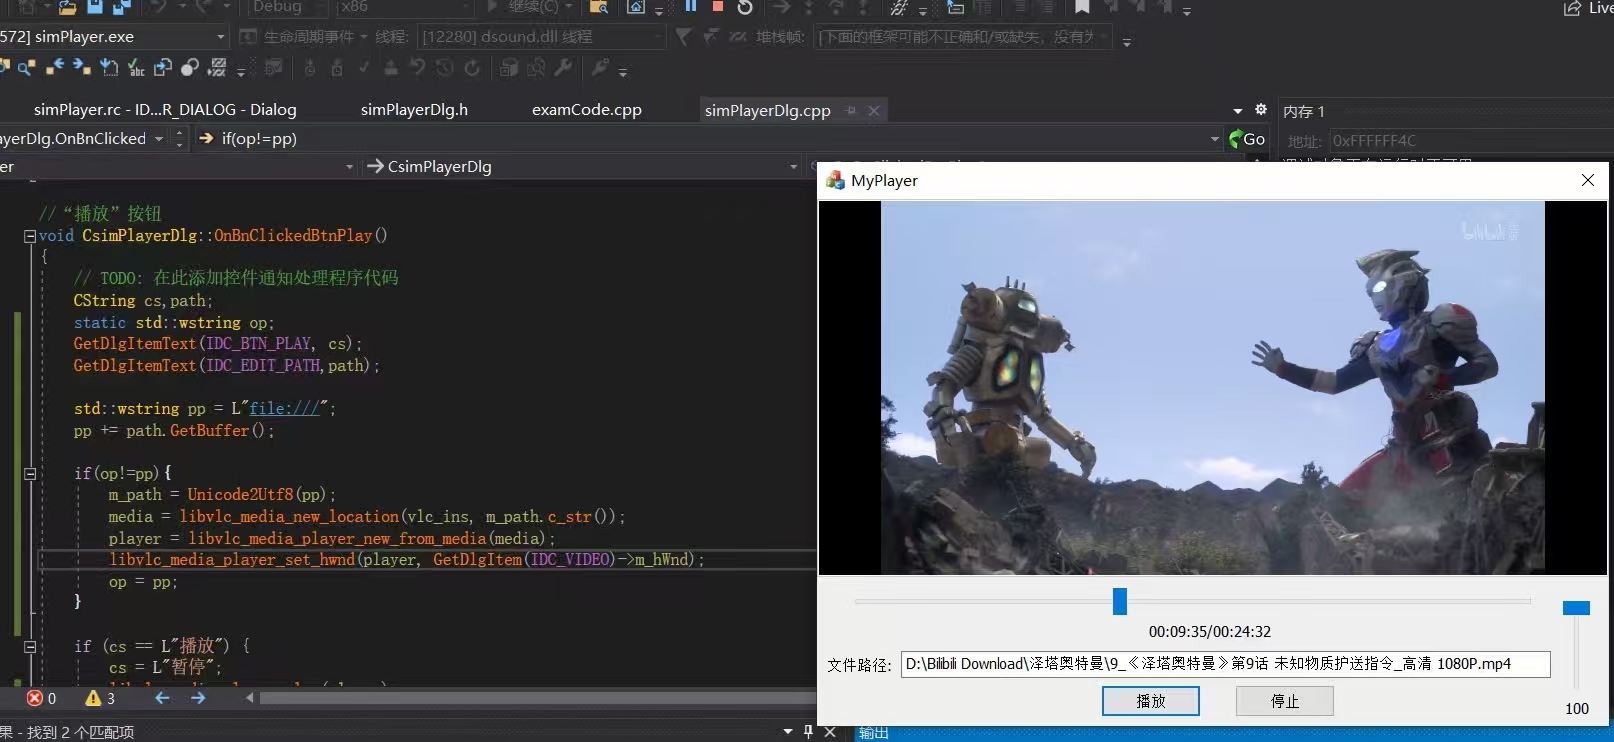 Debug
x86
继续(C)
Live
572] simPlayer.exe
生命周期事件
线程:
[12280] dsound.dll 线程
堆栈帧:
[下面的框架可能不正确和/或缺失，没有为
simPlayer.rc - ID...R_DIALOG - Dialog
simPlayerDlg.h
examCode.cpp
simPlayerDlg.cpp
内存 1
ayerDlg.OnBnClicked
if(op!=pp)
Go
地址:
0xFFFFFF4C
er
CsimPlayerDlg
//“播放”按钮
void CsimPlayerDlg::OnBnClickedBtnPlay()
{
// TODO: 在此添加控件通知处理程序代码
CString cs,path;
static std::wstring op;
GetDlgItemText(IDC_BTN_PLAY, cs);
GetDlgItemText(IDC_EDIT_PATH,path);
std::wstring pp = L"file:///";
pp += path.GetBuffer();
if(op!=pp){
m_path = Unicode2Utf8(pp);
media = libvlc_media_new_location(vlc_ins, m_path.c_str());
player = libvlc_media_player_new_from_media(media);
libvlc_media_player_set_hwnd(player, GetDlgItem(IDC_VIDEO)->m_hWnd);
op = pp;
}
if (cs == L"播放") {
cs = L"暂停";
0
3
果 - 找到 2 个匹配项
输出
MyPlayer
bilibili
00:09:35/00:24:32
文件路径:
D:\Bilibili Download\泽塔奥特曼\9_《泽塔奥特曼》第9话 未知物质护送指令_高清 1080P.mp4
播放
停止
100